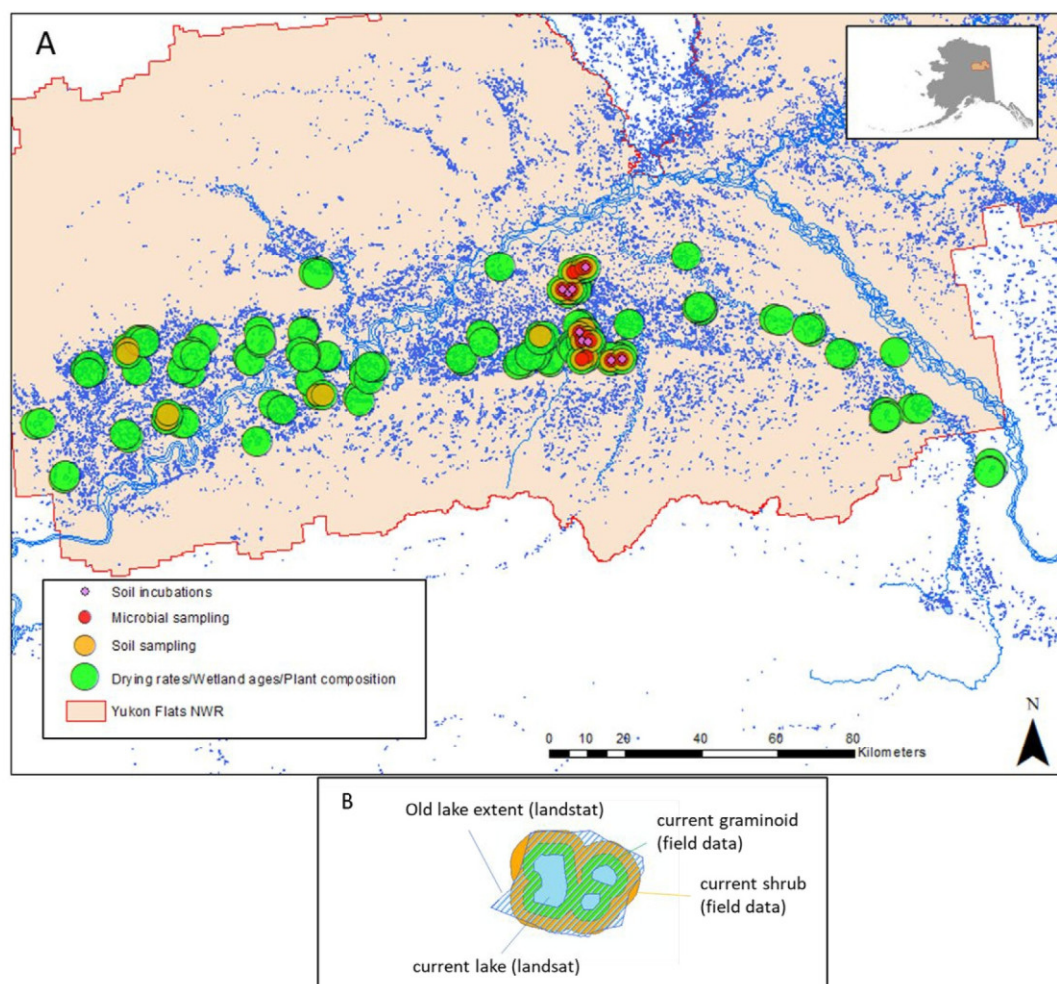 A
Soil incubations
Microbial sampling
Soil sampling
Drying rates/Wetland ages/Plant composition
Yukon Flats NWR
N
0 5 10 20 40 60 80
Kilometers
B
Old lake extent (landstat)
current graminoid
(field data)
current shrub
(field data)
current lake (landsat)